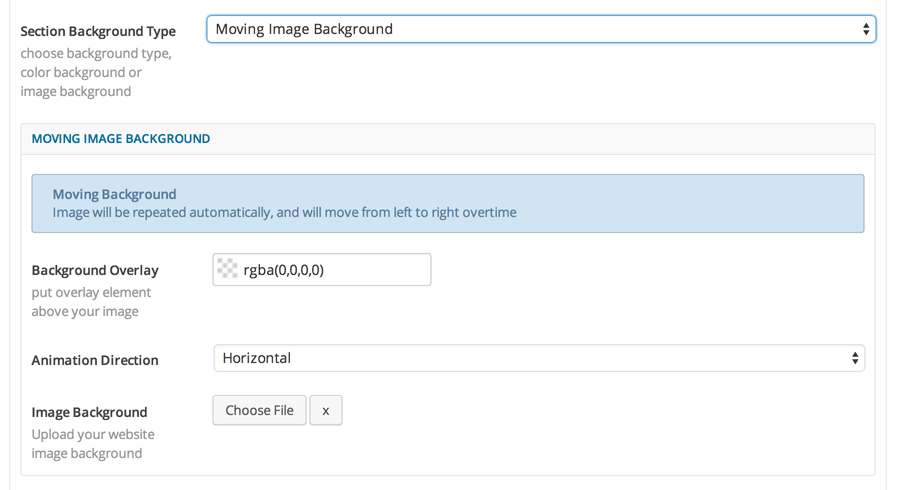 Section Background Type
Moving Image Background
choose background type,
color background or
image background
MOVING IMAGE BACKGROUND
Moving Background
Image will be repeated automatically, and will move from left to right overtime
Background Overlay
rgba(0,0,0,0)
put overlay element
above your image
Animation Direction
Horizontal
Image Background
Choose File
x
Upload your website
image background